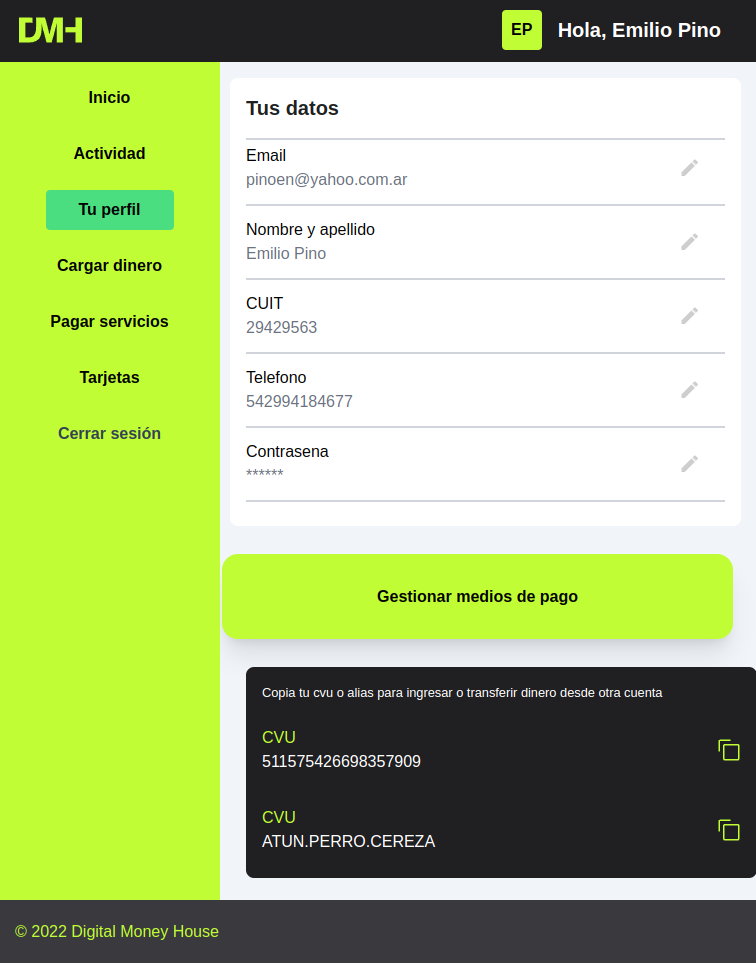 DMH
EP
Hola, Emilio Pino
Inicio
Actividad
Tu perfil
Cargar dinero
Pagar servicios
Tarjetas
Cerrar sesión
Tus datos
Email
pinoen@yahoo.com.ar
Nombre y apellido
Emilio Pino
CUIT
29429563
Telefono
542994184677
Contrasena
******
Gestionar medios de pago
Copia tu cvu o alias para ingresar o transferir dinero desde otra cuenta
CVU
511575426698357909
CVU
ATUN.PERRO.CEREZA
© 2022 Digital Money House